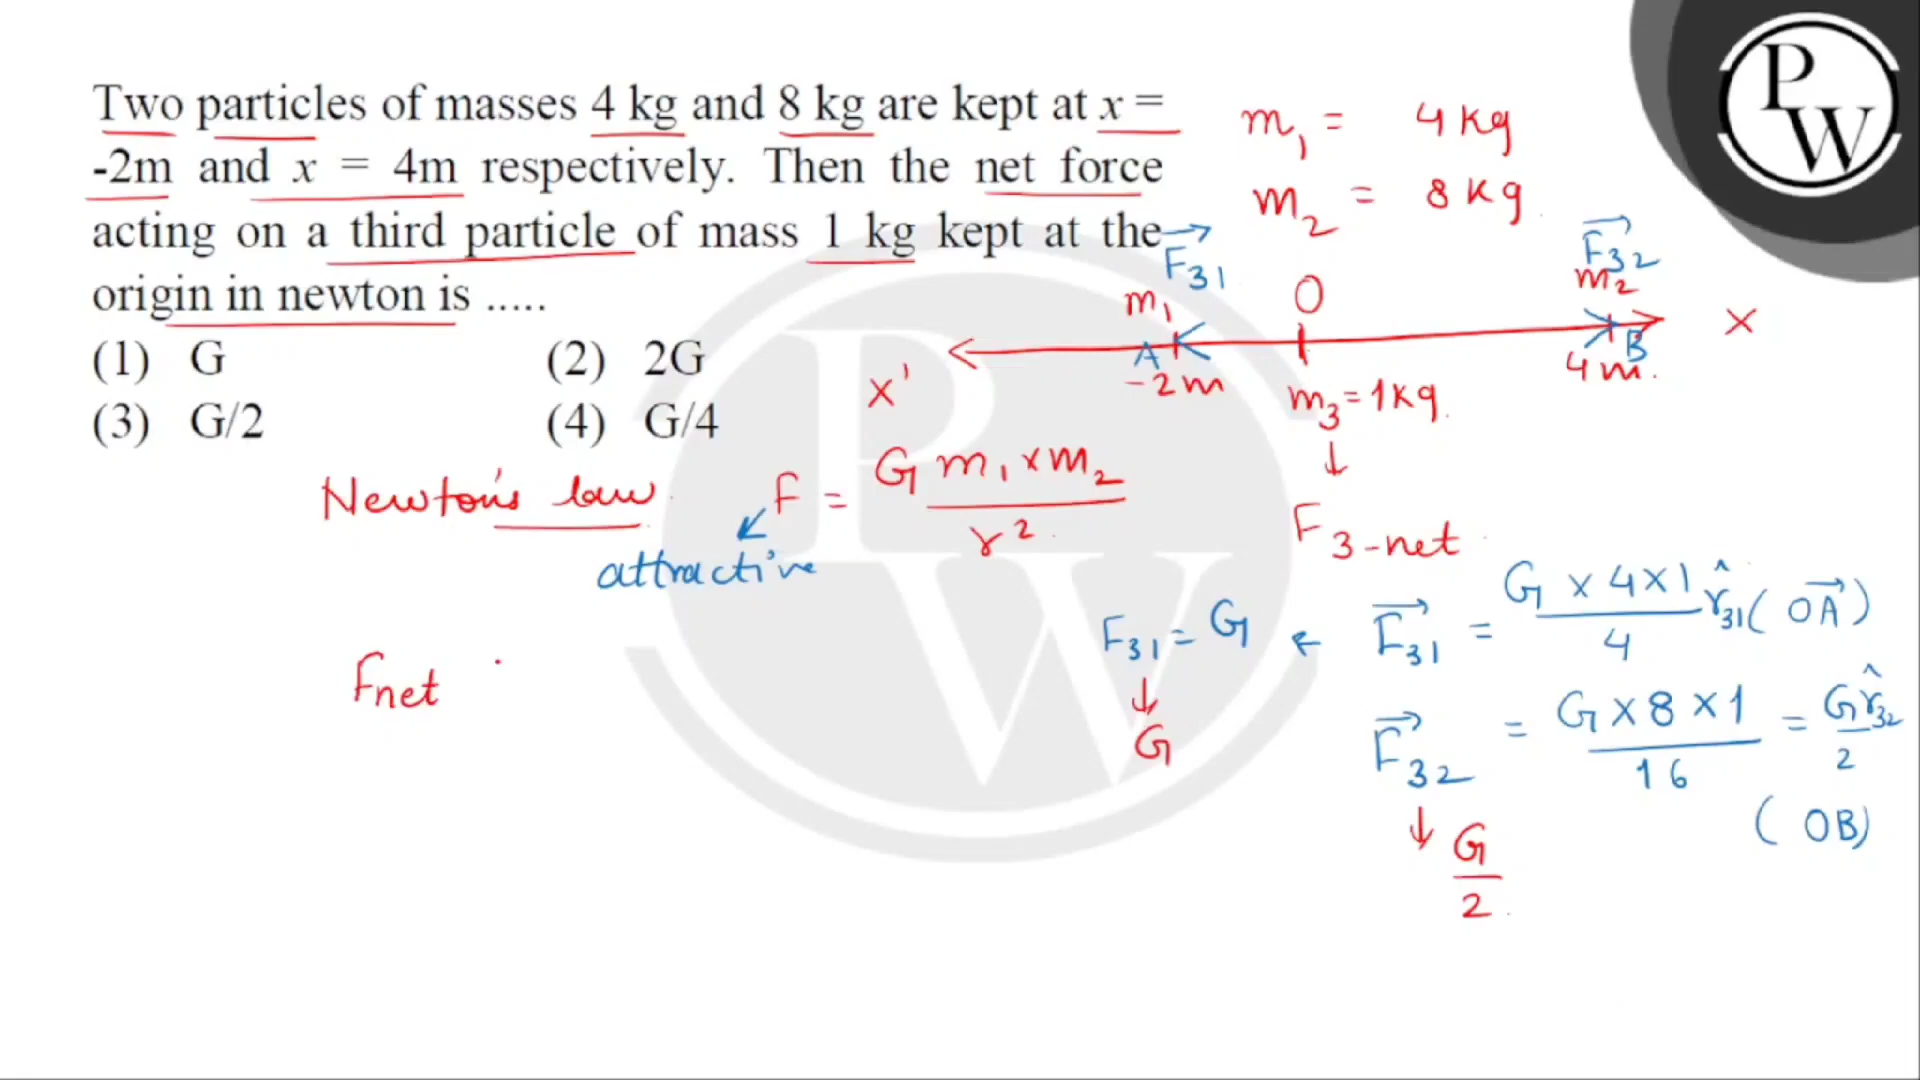 Two particles of masses 4 kg and 8 kg are kept at x =
-2m and x = 4m respectively. Then the net force
acting on a third particle of mass 1 kg kept at the
origin in newton is .....
(1) G (2) 2G
(3) G/2 (4) G/4
PW
m₁ = 4 kg
m₂ = 8 kg
F₃₁ F₃₂
m₁ O m₂
A B
X' -2m 4m. X
m₃ = 1kg.
↓
F₃-net
Newton's law. F = G m₁ × m₂ / r²
attractive
F₃₁ = G ← F₃₁ = G × 4 × 1 / 4 r̂₃₁ (OA)
↓
G
F₃₂ = G × 8 × 1 / 16 = G r̂₃₂ / 2
(OB)
↓ G/2
Fnet